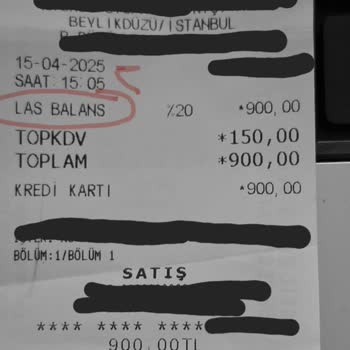 BEYLİKDÜZÜ/İSTANBUL
15-04-2025
SAAT: 15:05
LAS BALANS %20 *900,00
TOPKDV *150,00
TOPLAM *900,00
KREDİ KARTI *900,00
BÖLÜM:1/BÖLÜM 1
SATIŞ
**** **** ****
900,00TL